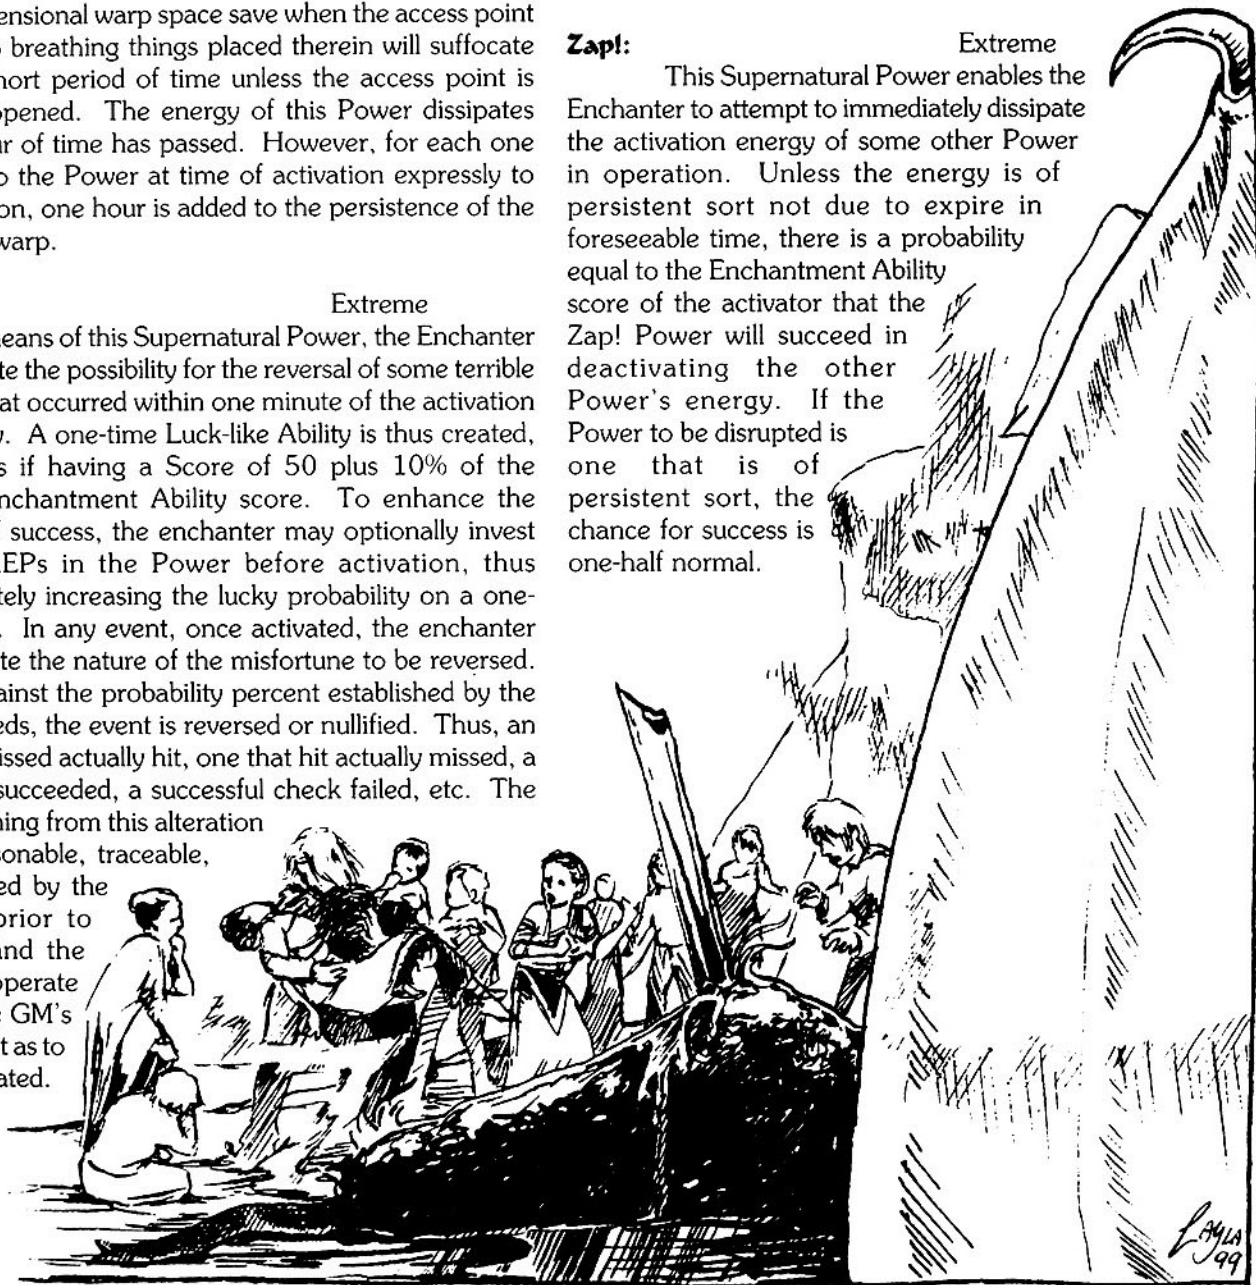 ensional warp space save when the access point
breathing things placed therein will suffocate
hort period of time unless the access point is
pened. The energy of this Power dissipates
ur of time has passed. However, for each one
o the Power at time of activation expressly to
on, one hour is added to the persistence of the
warp.
Extreme
eans of this Supernatural Power, the Enchanter
te the possibility for the reversal of some terrible
at occurred within one minute of the activation
y. A one-time Luck-like Ability is thus created,
s if having a Score of 50 plus 10% of the
nchantment Ability score. To enhance the
f success, the enchanter may optionally invest
EPs in the Power before activation, thus
tely increasing the lucky probability on a one-
. In any event, once activated, the enchanter
te the nature of the misfortune to be reversed.
ainst the probability percent established by the
eds, the event is reversed or nullified. Thus, an
issed actually hit, one that hit actually missed, a
succeeded, a successful check failed, etc. The
ning from this alteration
sonable, traceable,
ed by the
prior to
and the
operate
GM's
t as to
ated.
Zap!: Extreme
This Supernatural Power enables the
Enchanter to attempt to immediately dissipate
the activation energy of some other Power
in operation. Unless the energy is of
persistent sort not due to expire in
foreseeable time, there is a probability
equal to the Enchantment Ability
score of the activator that the
Zap! Power will succeed in
deactivating the other
Power's energy. If the
Power to be disrupted is
one that is of
persistent sort, the
chance for success is
one-half normal.
LAYLA
99